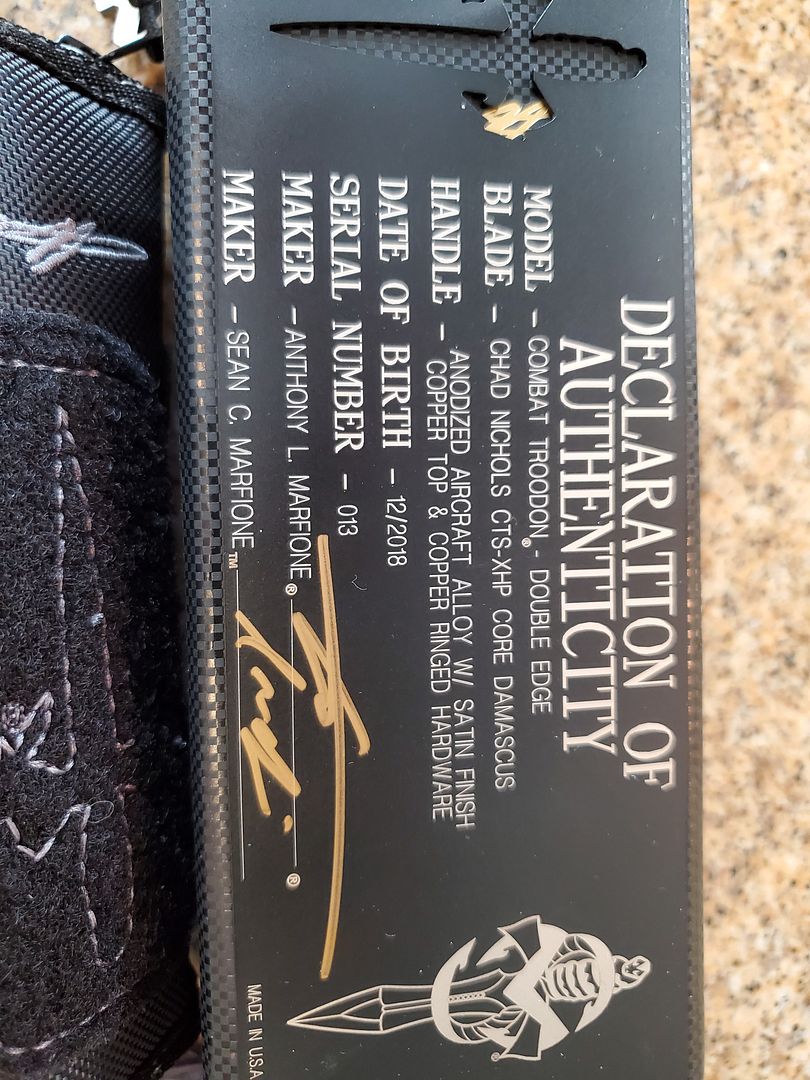 DECLARATION OF
AUTHENTICITY
MODEL - COMBAT TROODON® - DOUBLE EDGE
BLADE - CHAD NICHOLS CTS-XHP CORE DAMASCUS
HANDLE - ANODIZED AIRCRAFT ALLOY W/ SATIN FINISH
COPPER TOP & COPPER RINGED HARDWARE
DATE OF BIRTH - 12/2018
SERIAL NUMBER - 013
MAKER - ANTHONY L. MARFIONE®
MAKER - SEAN C. MARFIONE™
®
®
MADE IN U.S.A.